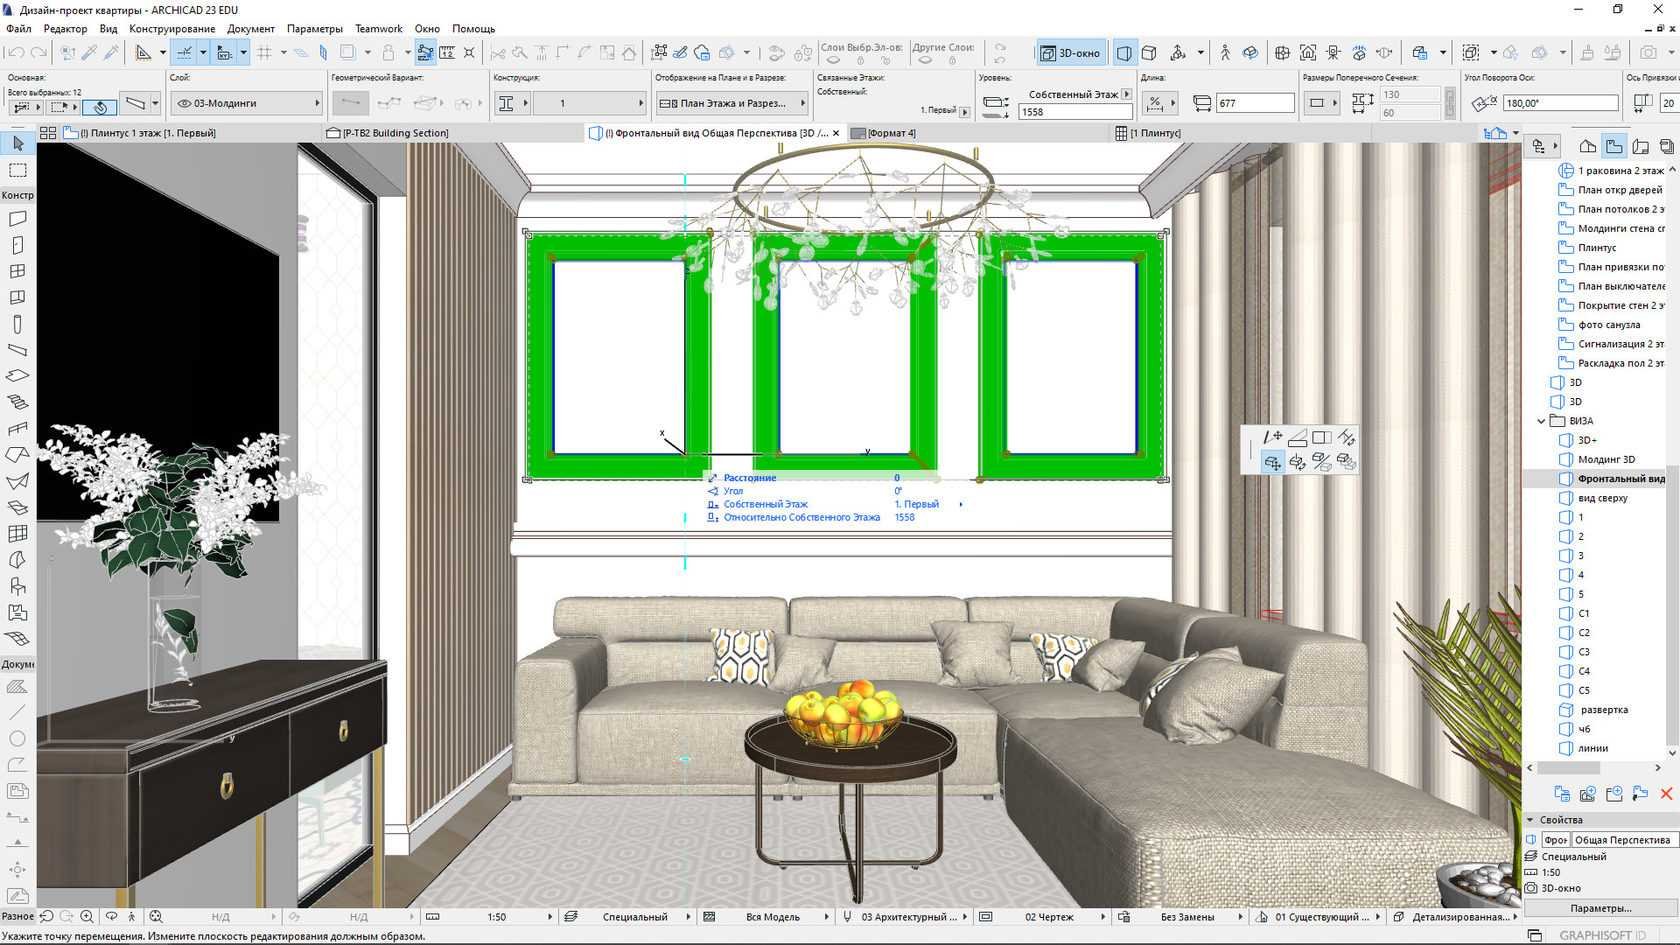 Дизайн-проект квартиры - ARCHICAD 23 EDU
Файл Редактор Вид Конструирование Документ Параметры Teamwork Окно Помощь
Слои Выбр.Эл-ов:
Другие Слои:
3D-окно
Основная:
Всего выбранных: 12
Слой:
03-Молдинги
Геометрический Вариант:
Конструкция:
1
Отображение на Плане и в Разрезе:
План Этажа и Разрез...
Связанные Этажи:
Собственный:
1. Первый
Уровень:
Собственный Этаж
1558
Длина:
677
Размеры Поперечного Сечения:
130
60
Угол Поворота Оси:
180,00°
Ось Привязки
20
(!) Плинтус 1 этаж [1. Первый]
[P-TB2 Building Section]
(!) Фронтальный вид Общая Перспектива [3D /...
[Формат 4]
[1 Плинтус]
Констр
Докуме
Разное
x
y
y
Расстояние 0
Угол 0°
Собственный Этаж 1. Первый
Относительно Собственного Этажа 1558
1 раковина 2 этаж
План откр дверей
План потолков 2 э
Молдинги стена сг
Плинтус
План привязки по
План выключателе
Покрытие стен 2 э
фото санузла
Сигнализация 2 эт
Раскладка пол 2 эт
3D
3D
ВИЗА
3D+
Молдинг 3D
Фронтальный вид
вид сверху
1
2
3
4
5
C1
C2
C3
C4
C5
развертка
чб
линии
Свойства
Фрон Общая Перспектива
Специальный
1:50
3D-окно
Параметры...
Н/Д
Н/Д
1:50
Специальный
Вся Модель
03 Архитектурный ...
02 Чертеж
Без Замены
01 Существующий ...
Детализированная...
Укажите точку перемещения. Измените плоскость редактирования должным образом.
GRAPHISOFT ID